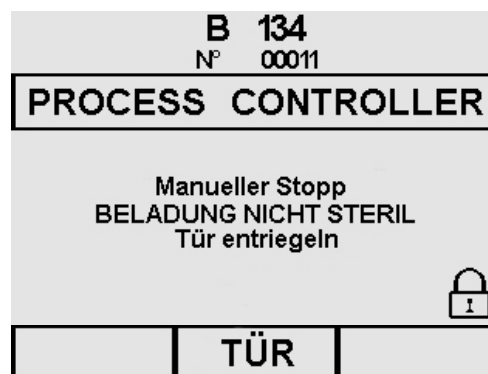 B 134
N° 00011
PROCESS CONTROLLER
Manueller Stopp
BELADUNG NICHT STERIL
Tür entriegeln
TÜR